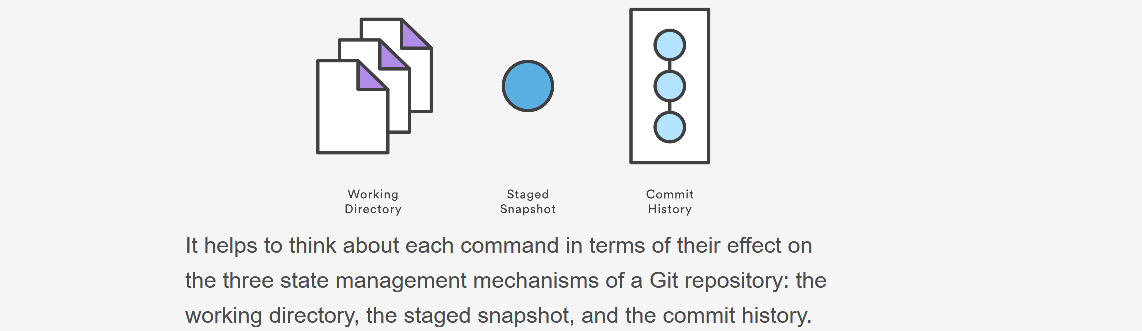 Working
Directory
Staged
Snapshot
Commit
History
It helps to think about each command in terms of their effect on
the three state management mechanisms of a Git repository: the
working directory, the staged snapshot, and the commit history.